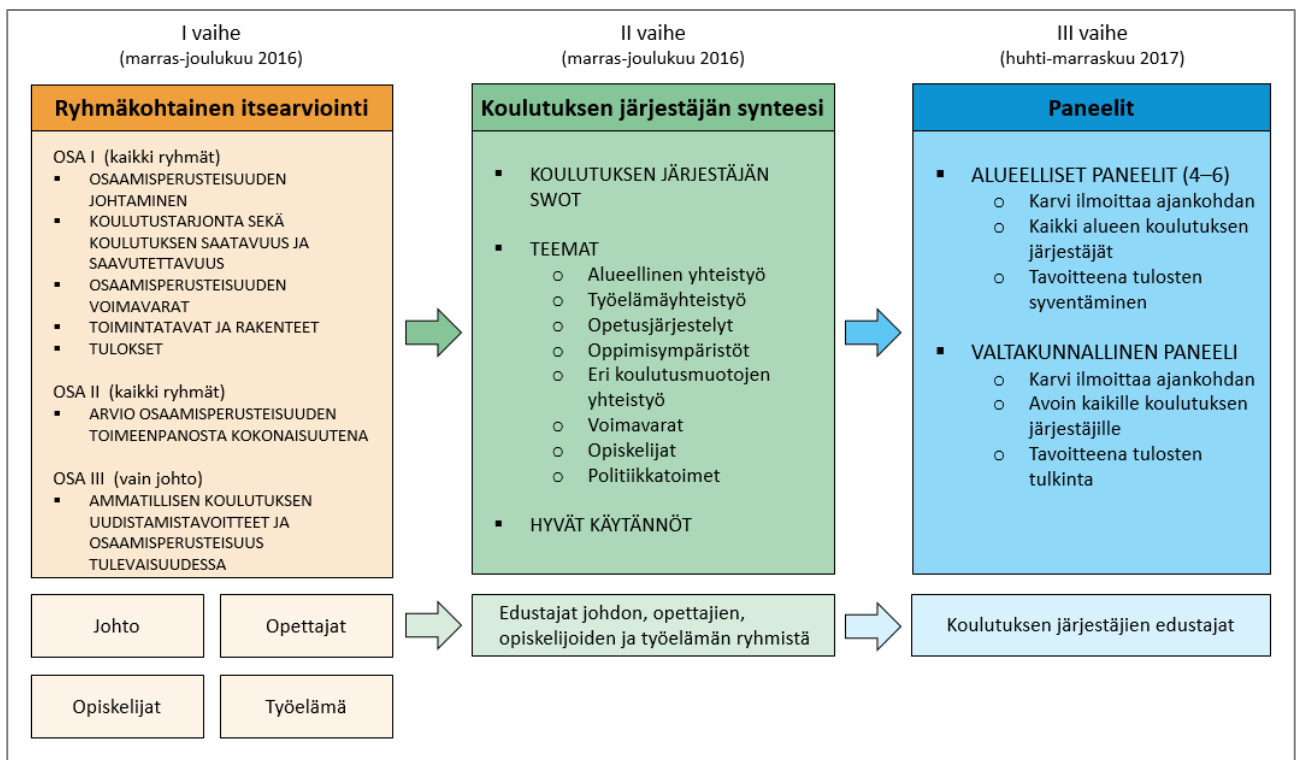 I vaihe
(marras-joulukuu 2016)
Ryhmäkohtainen itsearviointi
OSA I (kaikki ryhmät)
▪ OSAAMISPERUSTEISUUDEN
JOHTAMINEN
▪ KOULUTUSTARJONTA SEKÄ
KOULUTUKSEN SAATAVUUS JA
SAAVUTETTAVUUS
▪ OSAAMISPERUSTEISUUDEN
VOIMAVARAT
▪ TOIMINTATAVAT JA RAKENTEET
▪ TULOKSET
OSA II (kaikki ryhmät)
▪ ARVIO OSAAMISPERUSTEISUUDEN
TOIMEENPANOSTA KOKONAISUUTENA
OSA III (vain johto)
▪ AMMATILLISEN KOULUTUKSEN
UUDISTAMISTAVOITTEET JA
OSAAMISPERUSTEISUUS
TULEVAISUUDESSA
Johto
Opettajat
Opiskelijat
Työelämä
II vaihe
(marras-joulukuu 2016)
Koulutuksen järjestäjän synteesi
▪ KOULUTUKSEN JÄRJESTÄJÄN
SWOT
▪ TEEMAT
o Alueellinen yhteistyö
o Työelämäyhteistyö
o Opetusjärjestelyt
o Oppimisympäristöt
o Eri koulutusmuotojen
yhteistyö
o Voimavarat
o Opiskelijat
o Politiikkatoimet
▪ HYVÄT KÄYTÄNNÖT
Edustajat johdon, opettajien,
opiskelijoiden ja työelämän ryhmistä
III vaihe
(huhti-marraskuu 2017)
Paneelit
▪ ALUEELLISET PANEELIT (4–6)
o Karvi ilmoittaa ajankohdan
o Kaikki alueen koulutuksen
järjestäjät
o Tavoitteena tulosten
syventäminen
▪ VALTAKUNNALLINEN PANEELI
o Karvi ilmoittaa ajankohdan
o Avoin kaikille koulutuksen
järjestäjille
o Tavoitteena tulosten
tulkinta
Koulutuksen järjestäjien edustajat